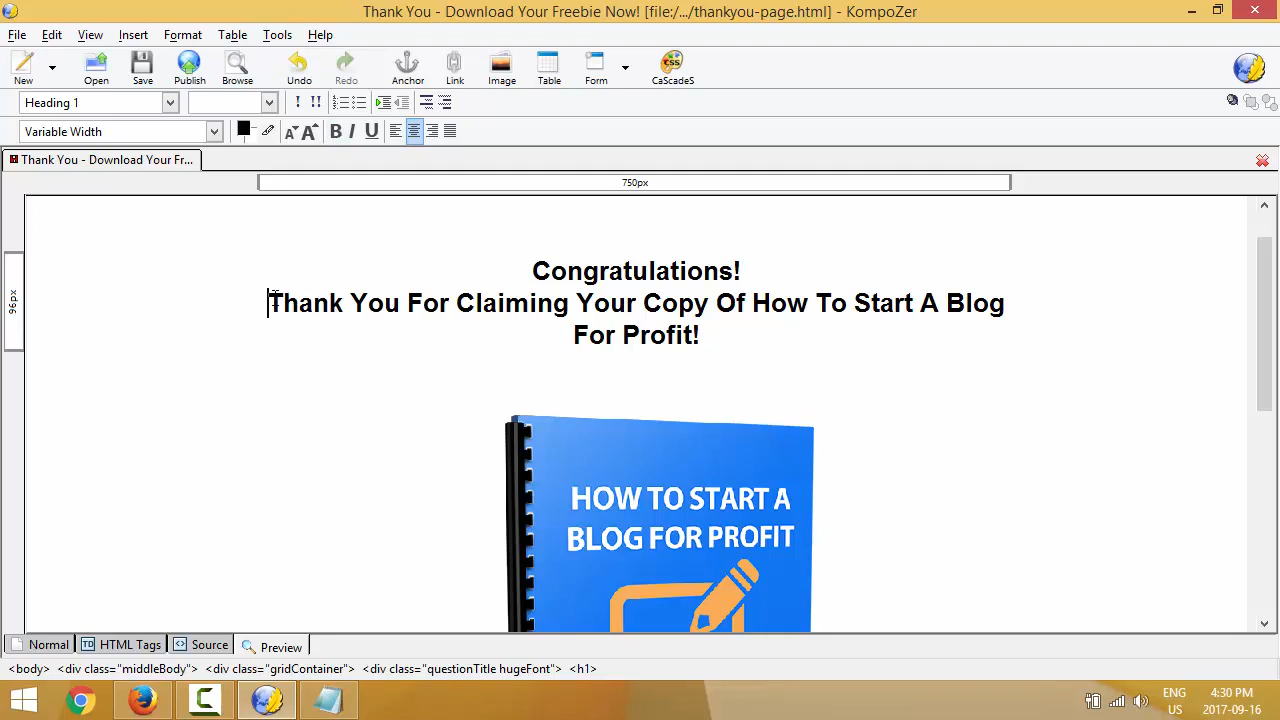 Thank You - Download Your Freebie Now! [file:/.../thankyou-page.html] - KompoZer
File Edit View Insert Format Table Tools Help
New Open Save Publish Browse Undo Redo Anchor Link Image Table Form CaScadeS
Heading 1
Variable Width
Thank You - Download Your Fr...
750px
96px
Congratulations!
Thank You For Claiming Your Copy Of How To Start A Blog
For Profit!
HOW TO START A
BLOG FOR PROFIT
Normal HTML Tags Source Preview
<body> <div class="middleBody"> <div class="gridContainer"> <div class="questionTitle hugeFont"> <h1>
ENG 4:30 PM
US 2017-09-16